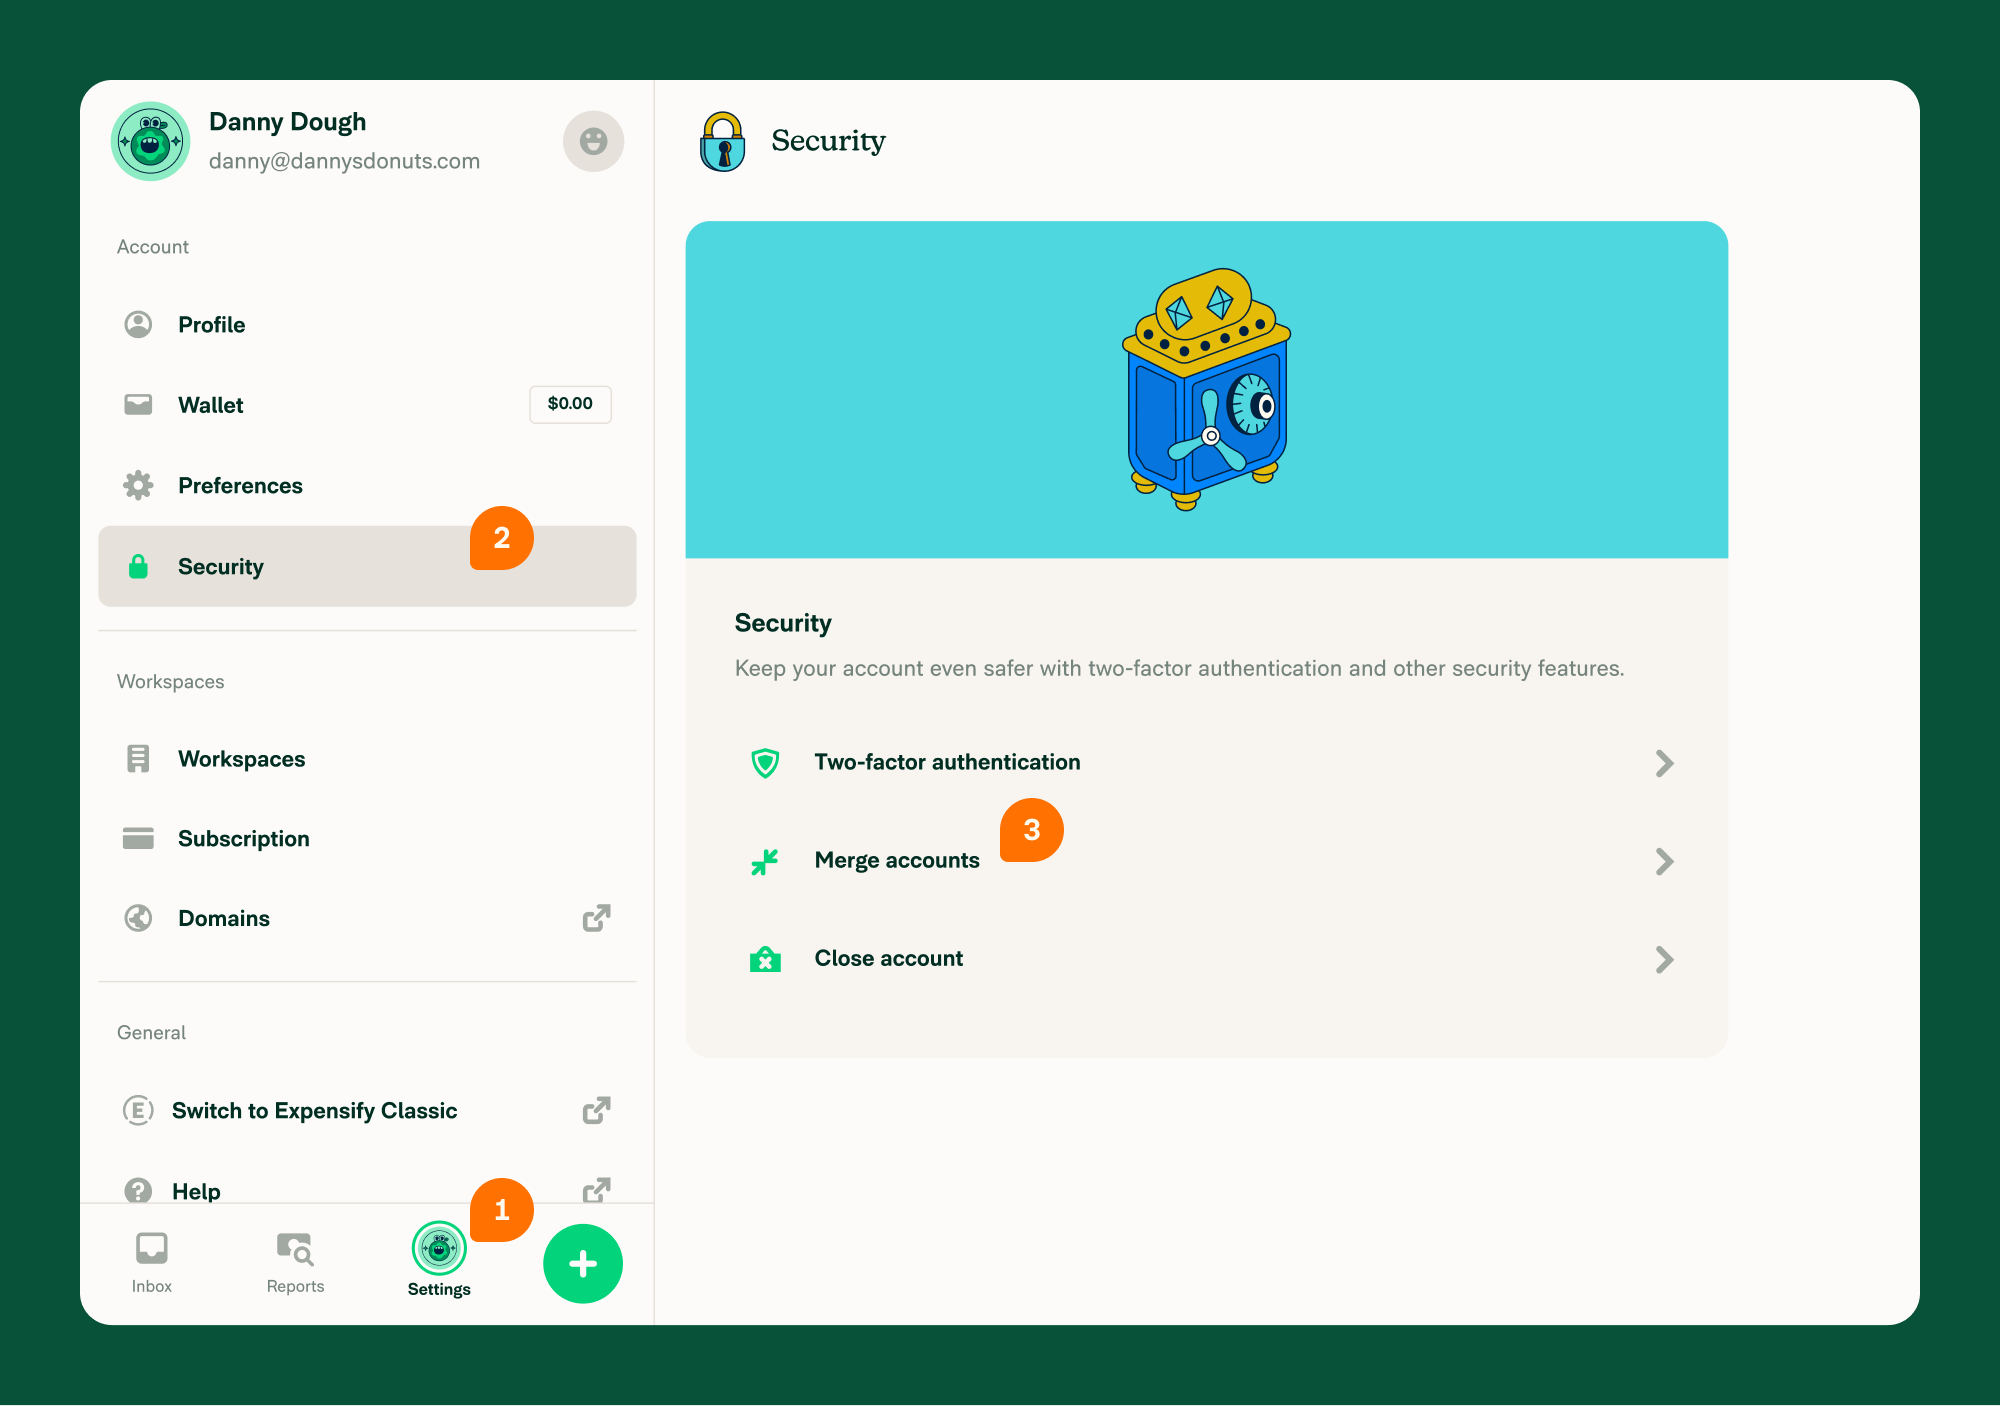 Danny Dough
danny@dannysdonuts.com
Account
Profile
Wallet
$0.00
Preferences
2
Security
Workspaces
Workspaces
Subscription
Domains
General
E
Switch to Expensify Classic
?
Help
1
Inbox
Reports
Settings
Security
Security
Keep your account even safer with two-factor authentication and other security features.
Two-factor authentication
3
Merge accounts
Close account